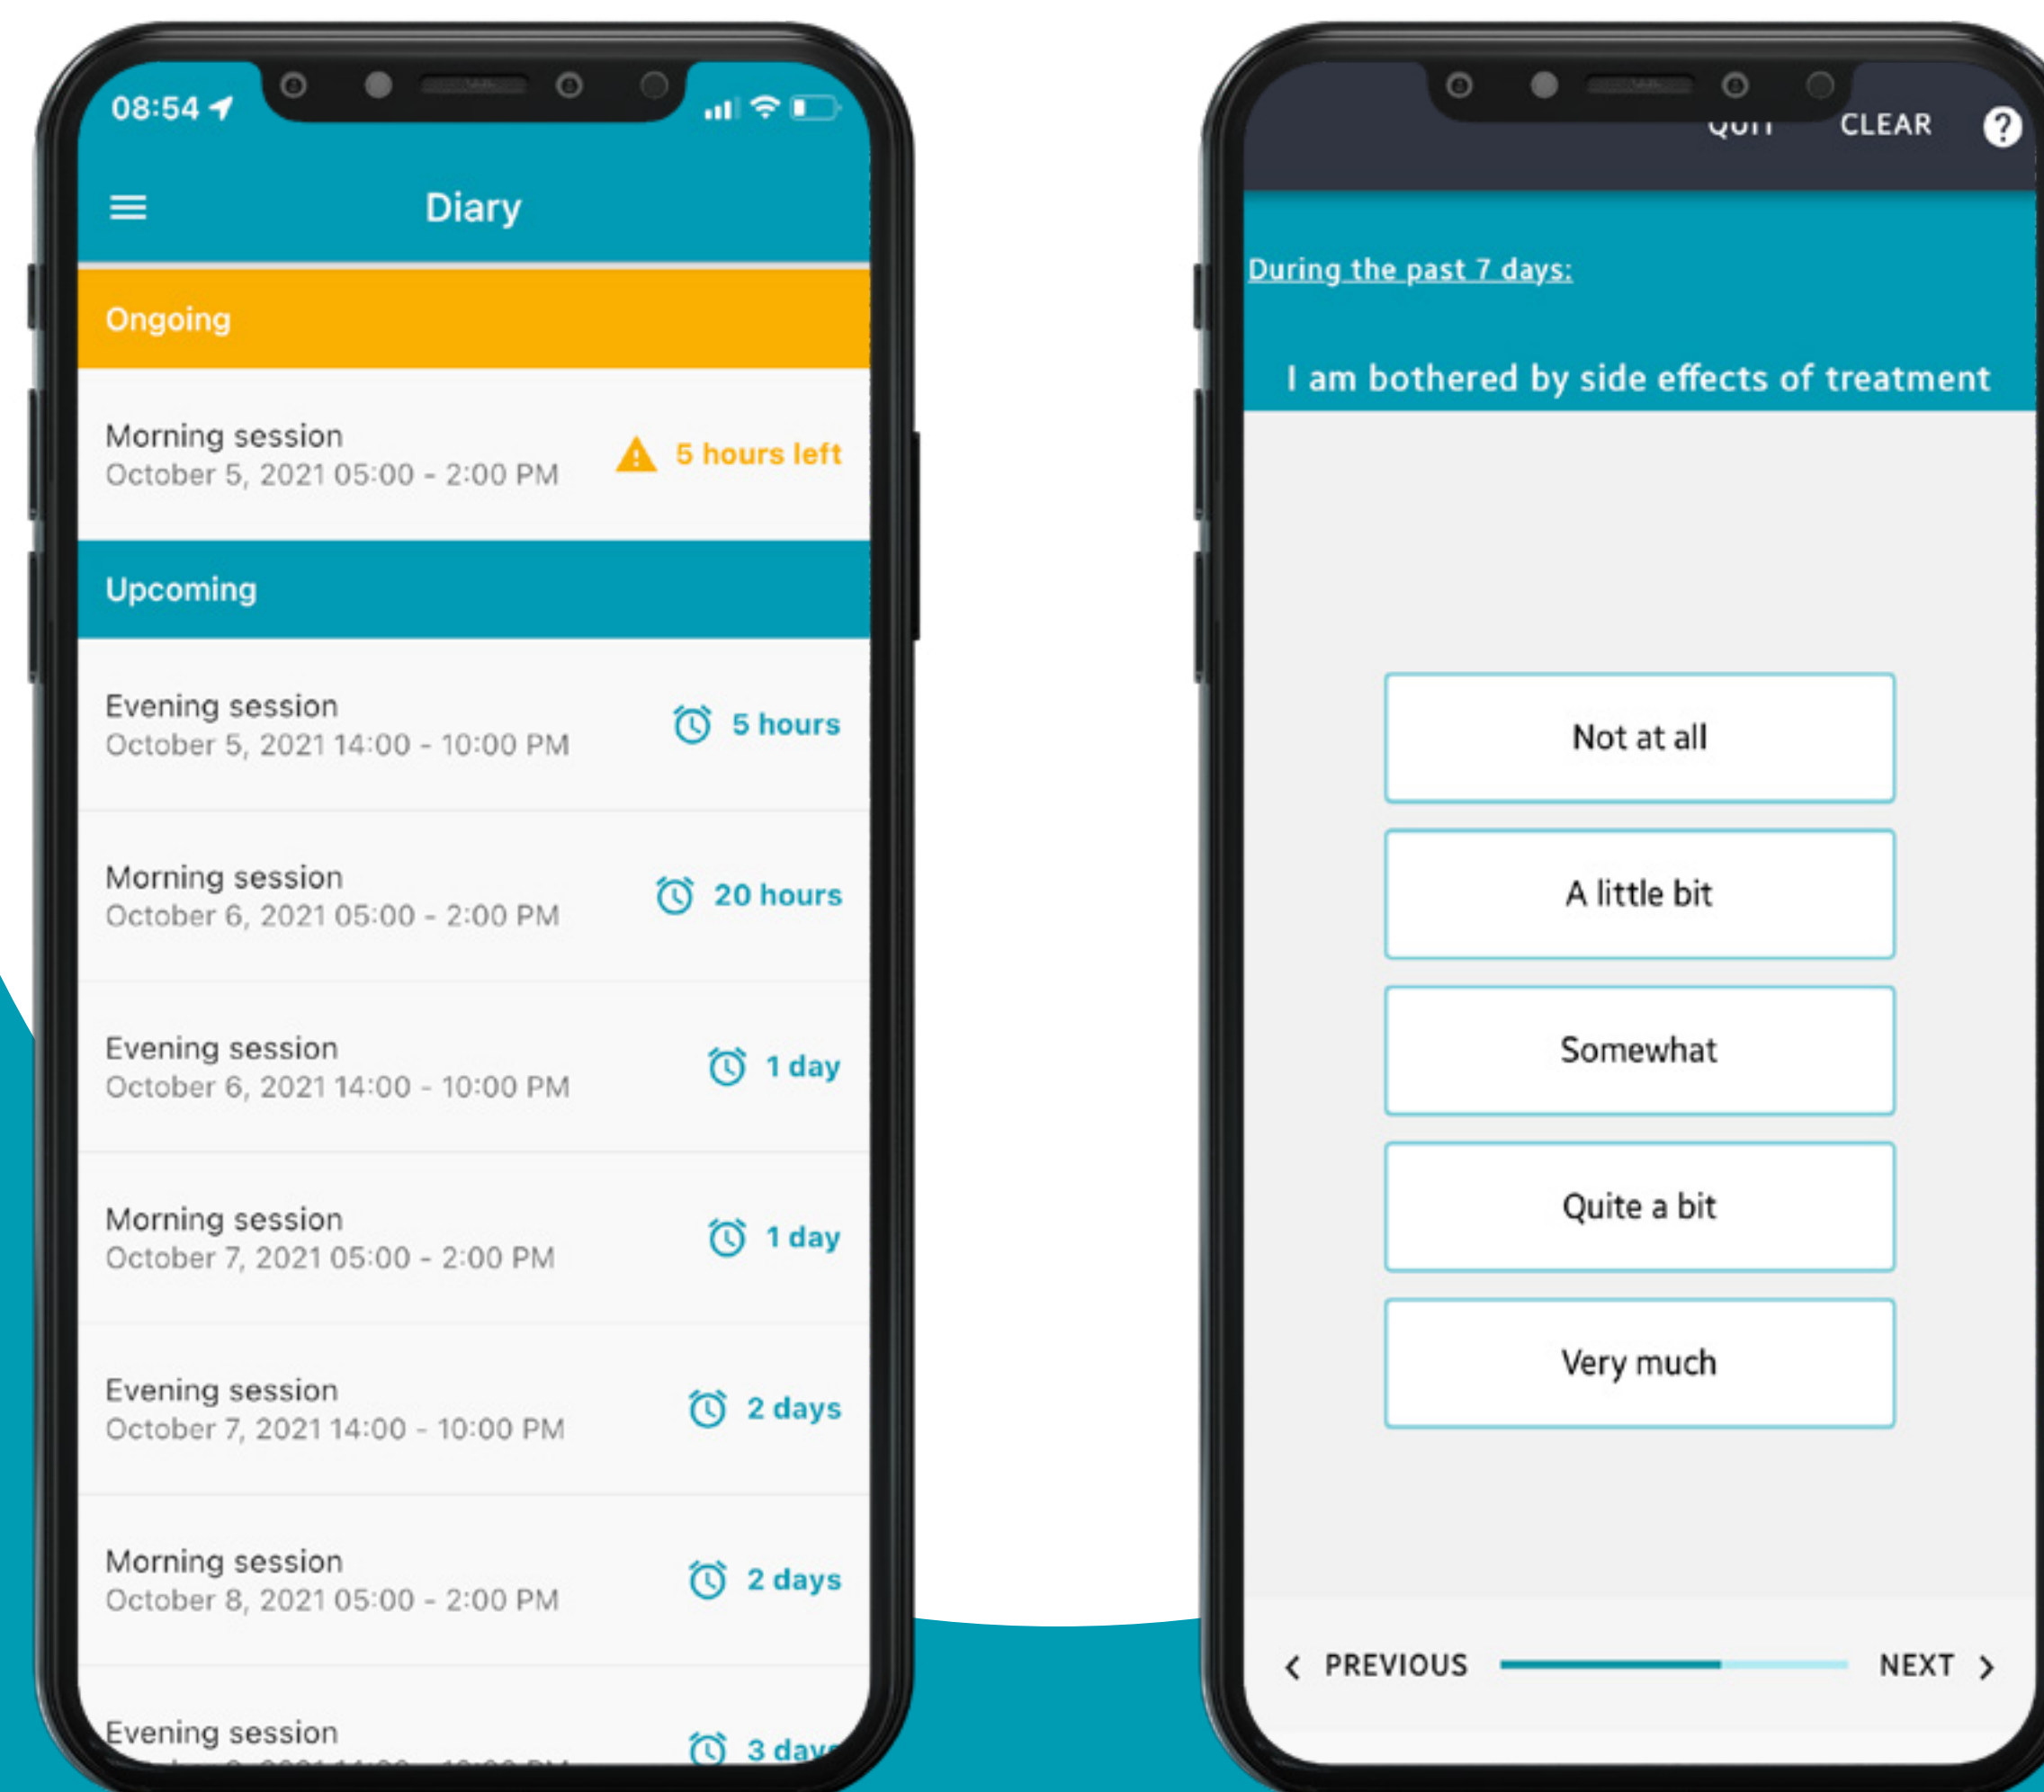 08:54
Diary
Ongoing
Morning session
October 5, 2021 05:00 - 2:00 PM
5 hours left
Upcoming
Evening session
October 5, 2021 14:00 - 10:00 PM
5 hours
Morning session
October 6, 2021 05:00 - 2:00 PM
20 hours
Evening session
October 6, 2021 14:00 - 10:00 PM
1 day
Morning session
October 7, 2021 05:00 - 2:00 PM
1 day
Evening session
October 7, 2021 14:00 - 10:00 PM
2 days
Morning session
October 8, 2021 05:00 - 2:00 PM
2 days
Evening session
3 days
QUIT CLEAR ?
During the past 7 days:
I am bothered by side effects of treatment
Not at all
A little bit
Somewhat
Quite a bit
Very much
< PREVIOUS NEXT >